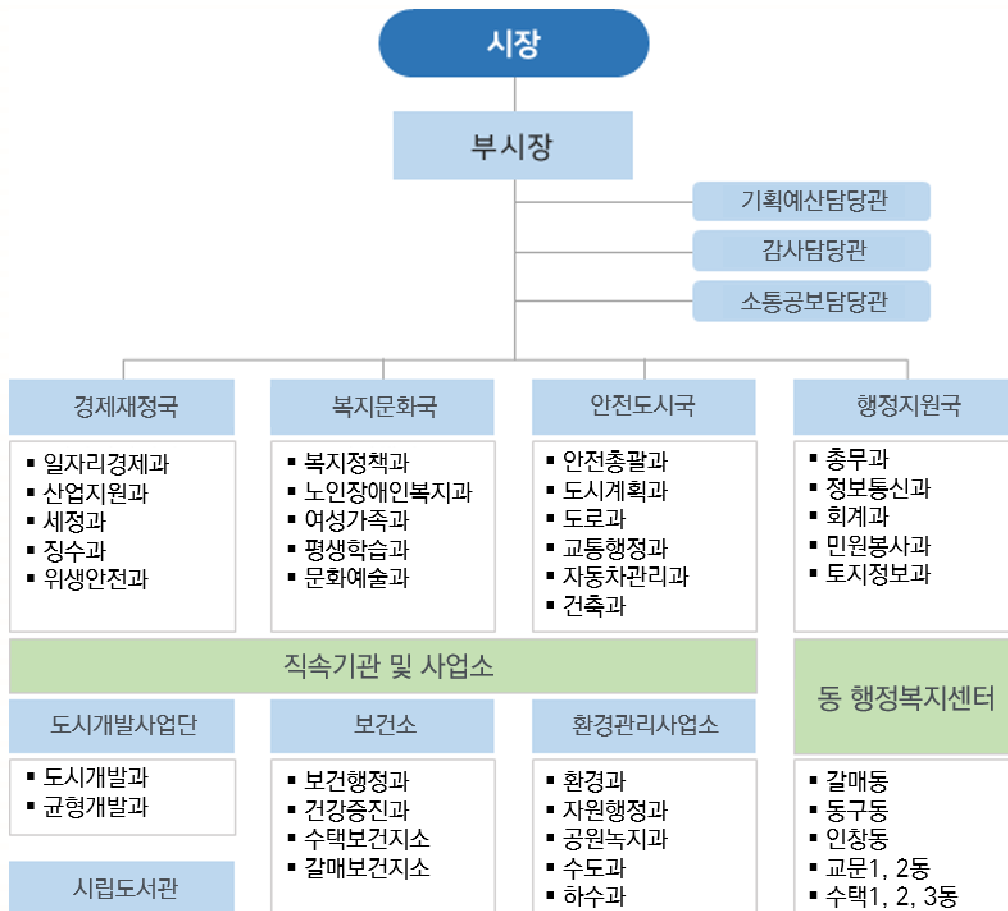 시장
부시장
기획예산담당관
감사담당관
소통공보담당관
경제재정국
▪ 일자리경제과
▪ 산업지원과
▪ 세정과
▪ 징수과
▪ 위생안전과
복지문화국
▪ 복지정책과
▪ 노인장애인복지과
▪ 여성가족과
▪ 평생학습과
▪ 문화예술과
안전도시국
▪ 안전총괄과
▪ 도시계획과
▪ 도로과
▪ 교통행정과
▪ 자동차관리과
▪ 건축과
행정지원국
▪ 총무과
▪ 정보통신과
▪ 회계과
▪ 민원봉사과
▪ 토지정보과
직속기관 및 사업소
도시개발사업단
▪ 도시개발과
▪ 균형개발과
시립도서관
보건소
▪ 보건행정과
▪ 건강증진과
▪ 수택보건지소
▪ 갈매보건지소
환경관리사업소
▪ 환경과
▪ 자원행정과
▪ 공원녹지과
▪ 수도과
▪ 하수과
동 행정복지센터
▪ 갈매동
▪ 동구동
▪ 인창동
▪ 교문1, 2동
▪ 수택1, 2, 3동